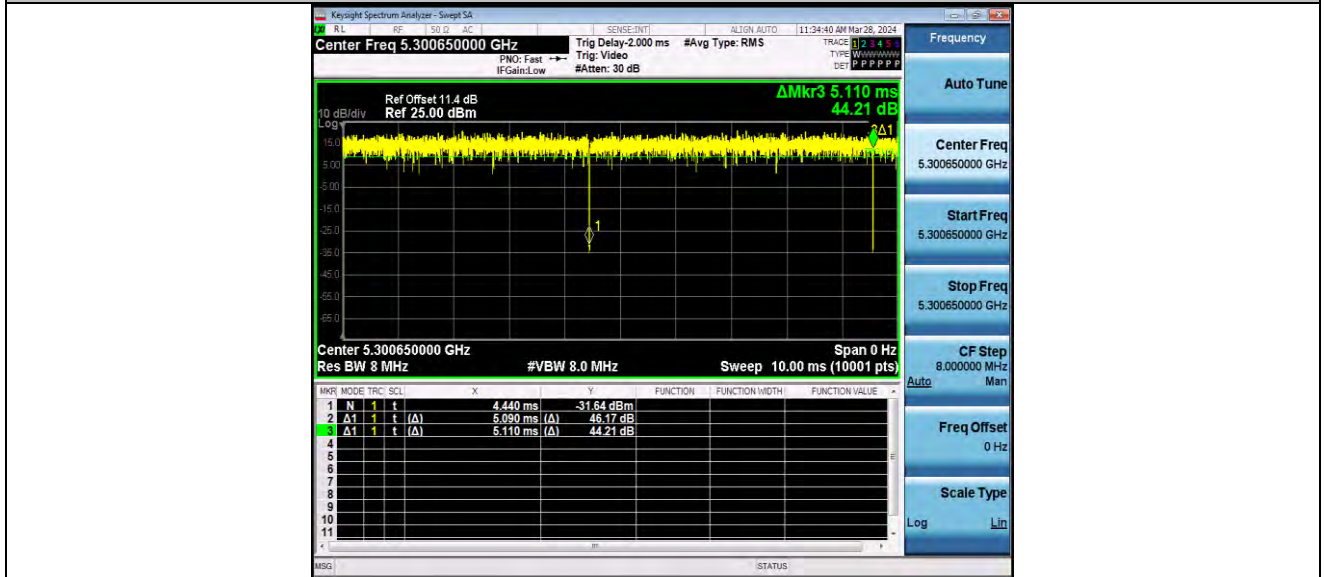 Keysight Spectrum Analyzer - Swept SA
RL RF 50 Ω AC SENSE:INT ALIGN AUTO 11:34:40 AM Mar 28, 2024
Center Freq 5.300650000 GHz
PNO: Fast
IFGain:Low
Trig Delay-2.000 ms
Trig: Video
#Atten: 30 dB
#Avg Type: RMS
TRACE 1 2 3 4 5 6
TYPE
DET P P P P P P
ΔMkr3 5.110 ms
44.21 dB
Ref Offset 11.4 dB
10 dB/div Ref 25.00 dBm
Log
3Δ1
15.0
5.00
-5.00
-15.0
-25.0
1
-35.0
-45.0
-55.0
-65.0
Center 5.300650000 GHz Span 0 Hz
Res BW 8 MHz #VBW 8.0 MHz Sweep 10.00 ms (10001 pts)
MKR MODE TRC SCL X Y FUNCTION FUNCTION WIDTH FUNCTION VALUE
1 N 1 t 4.440 ms -31.64 dBm
2 Δ1 1 t (Δ) 5.090 ms (Δ) 46.17 dB
3 Δ1 1 t (Δ) 5.110 ms (Δ) 44.21 dB
4
5
6
7
8
9
10
11
MSG STATUS
Frequency
Auto Tune
Center Freq
5.300650000 GHz
Start Freq
5.300650000 GHz
Stop Freq
5.300650000 GHz
CF Step
8.000000 MHz
Auto Man
Freq Offset
0 Hz
Scale Type
Log Lin